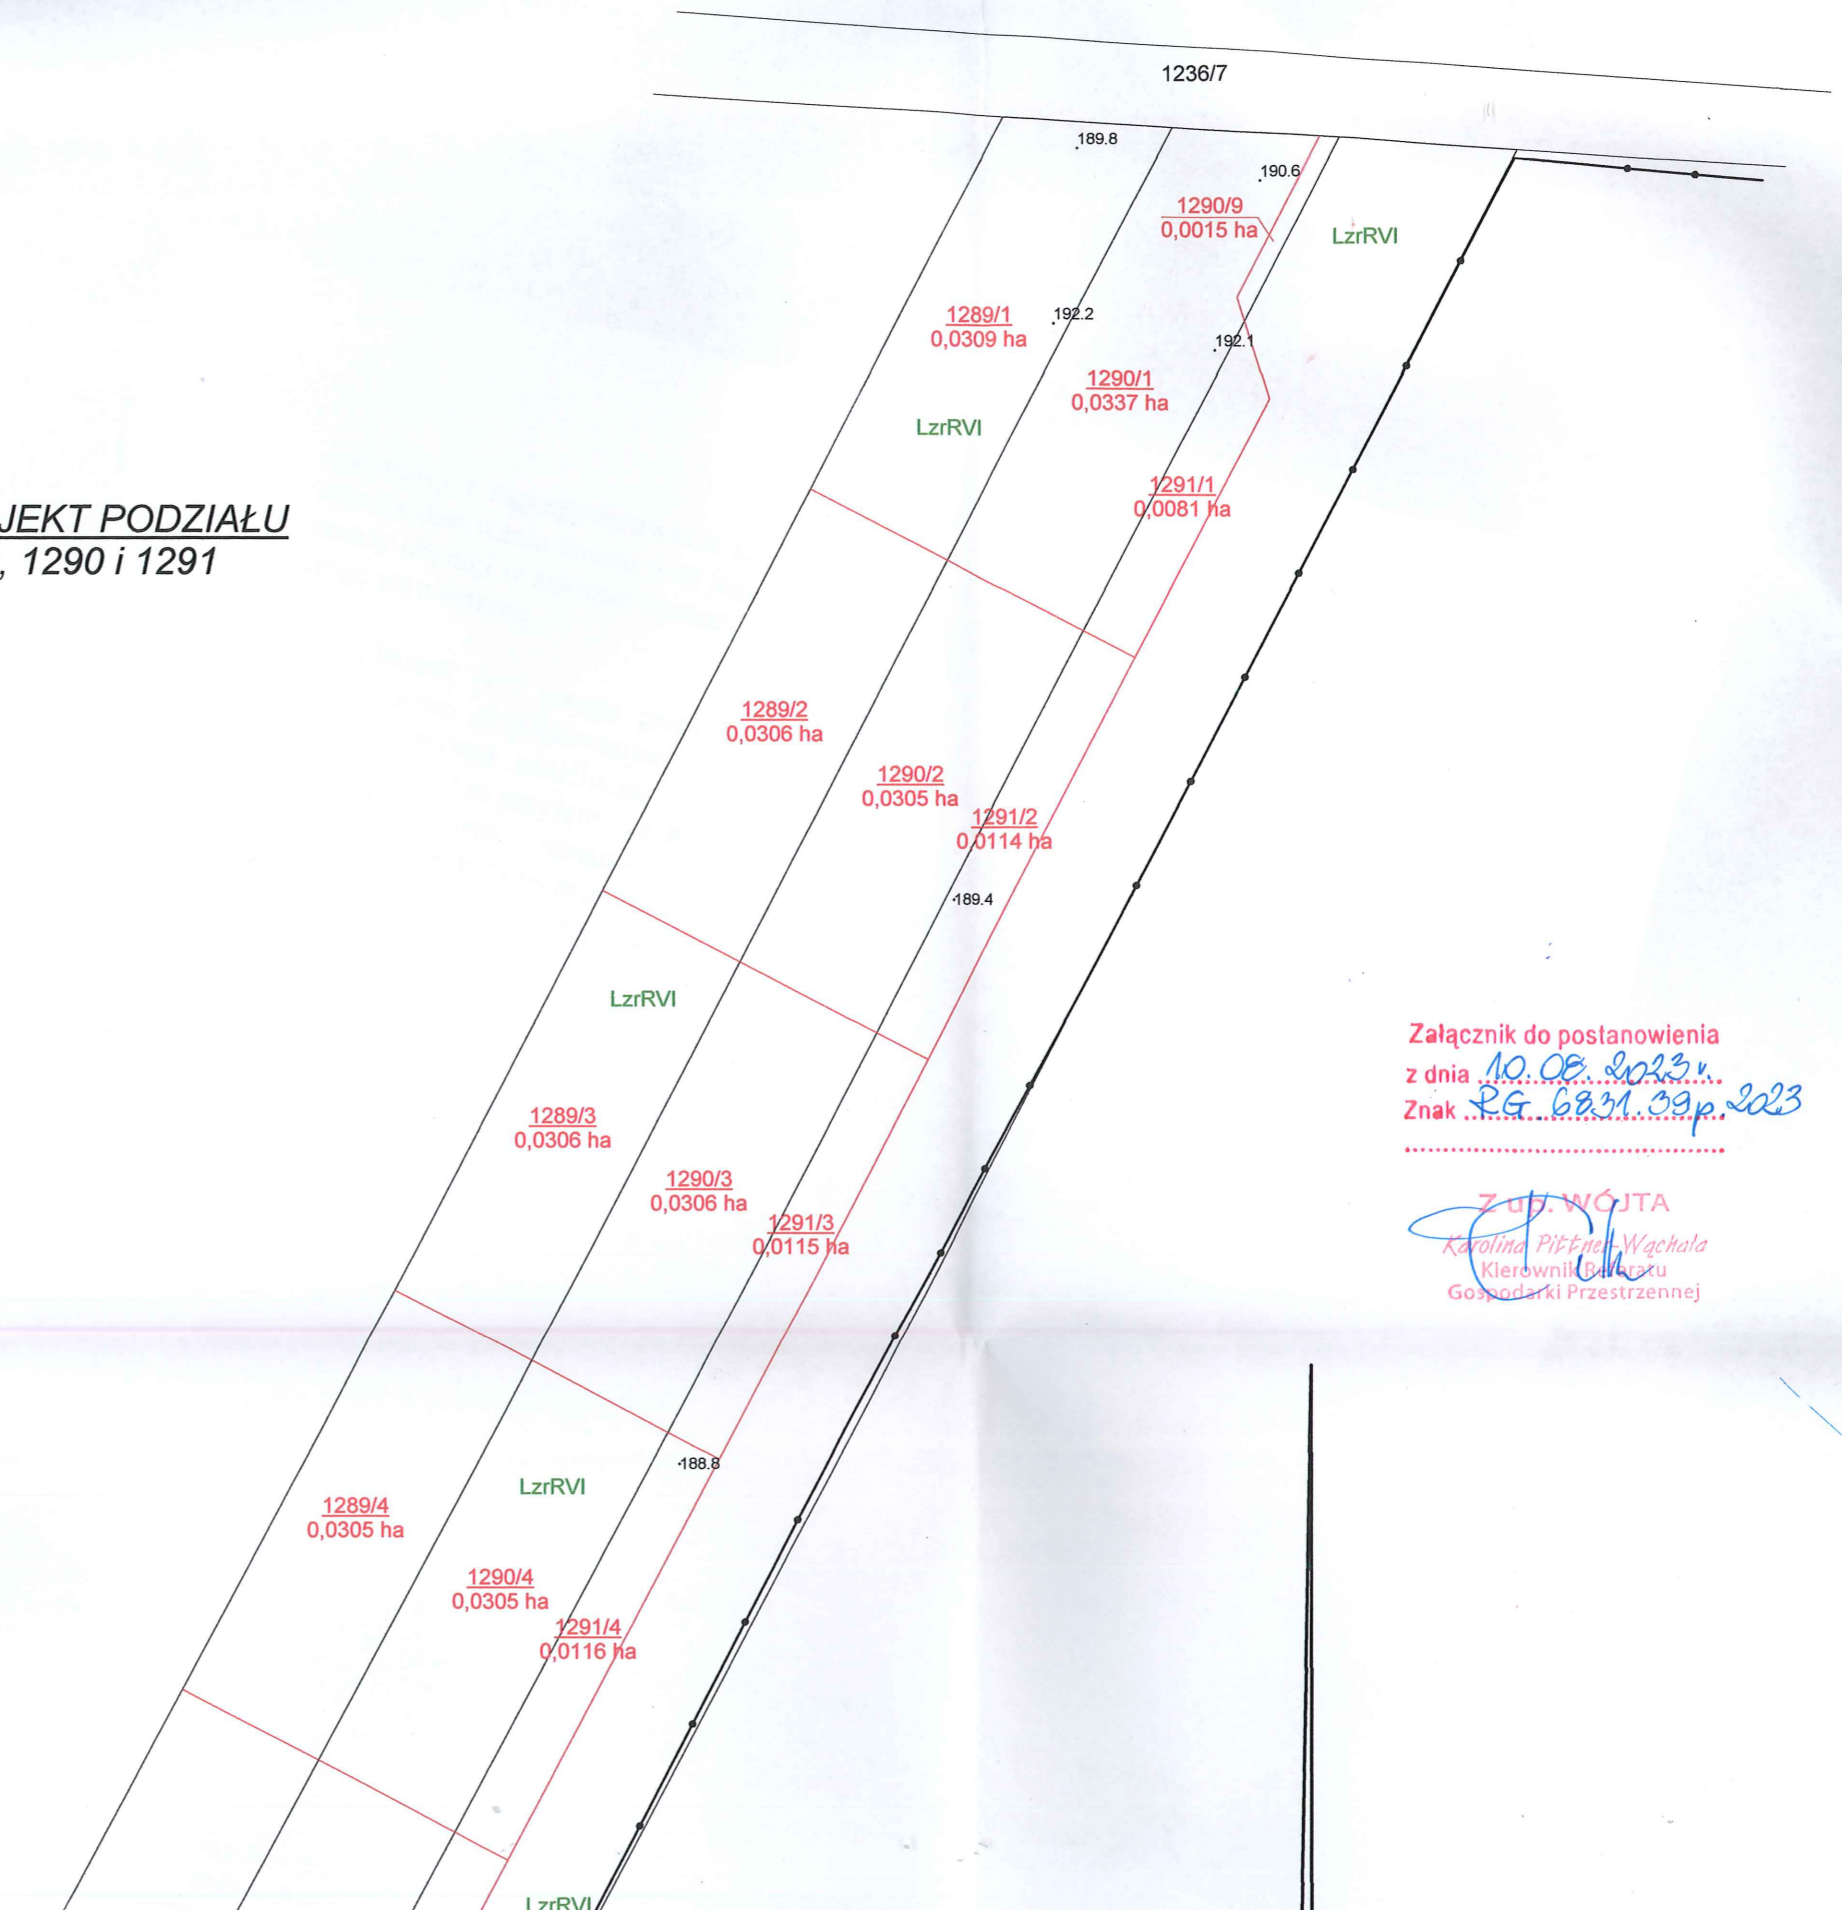 1236/7
189.8
190.6
1290/9
0,0015 ha
LzrRVI
1289/1
0,0309 ha
192.2
192.1
1290/1
0,0337 ha
LzrRVI
1291/1
0,0081 ha
JEKT PODZIAŁU
, 1290 i 1291
1289/2
0,0306 ha
1290/2
0,0305 ha
1291/2
0,0114 ha
189.4
LzrRVI
Załącznik do postanowienia
z dnia 10.08.2023 r.
Znak RG.6831.39p.2023
1289/3
0,0306 ha
1290/3
0,0306 ha
1291/3
0,0115 ha
Z up. WÓJTA
Karolina Pittner-Wąchała
Kierownik Referatu
Gospodarki Przestrzennej
188.8
LzrRVI
1289/4
0,0305 ha
1290/4
0,0305 ha
1291/4
0,0116 ha
LzrRVI